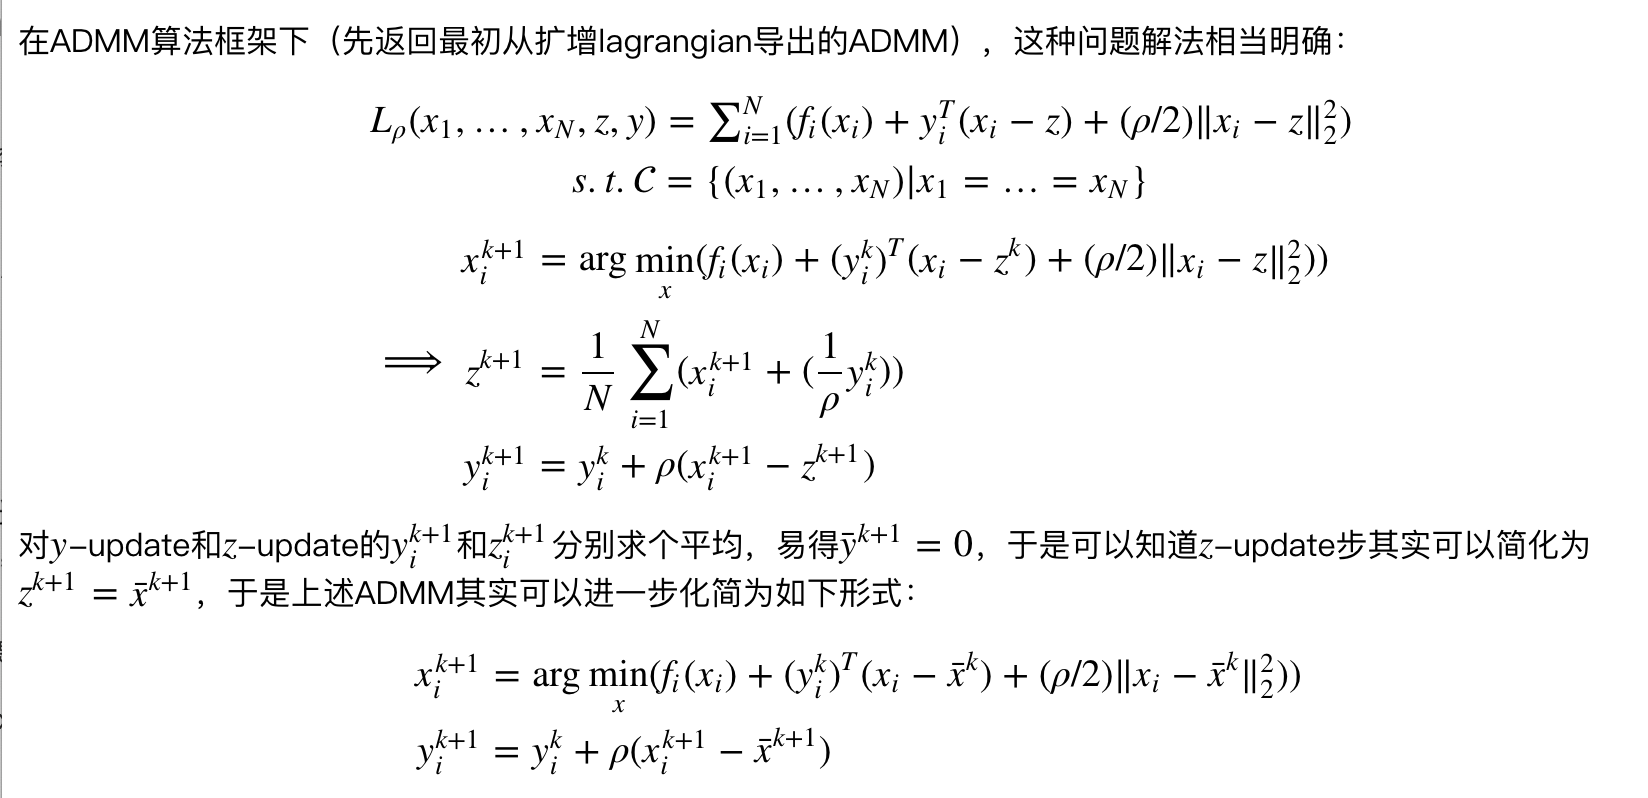 在ADMM算法框架下（先返回最初从扩增lagrangian导出的ADMM），这种问题解法相当明确：
$L_\rho(x_1, \ldots, x_N, z, y) = \sum_{i=1}^{N}(f_i(x_i) + y_i^T(x_i - z) + (\rho/2)\|x_i - z\|_2^2)$
$s.t. \mathcal{C} = \{(x_1, \ldots, x_N)|x_1 = \ldots = x_N\}$
$x_i^{k+1} = \arg\min_x(f_i(x_i) + (y_i^k)^T(x_i - z^k) + (\rho/2)\|x_i - z\|_2^2))$
$\Longrightarrow z^{k+1} = \frac{1}{N}\sum_{i=1}^{N}(x_i^{k+1} + (\frac{1}{\rho}y_i^k))$
$y_i^{k+1} = y_i^k + \rho(x_i^{k+1} - z^{k+1})$
对$y$-update和$z$-update的$y_i^{k+1}$和$z_i^{k+1}$分别求个平均，易得$\bar{y}^{k+1} = 0$，于是可以知道$z$-update步其实可以简化为
$z^{k+1} = \bar{x}^{k+1}$，于是上述ADMM其实可以进一步化简为如下形式：
$x_i^{k+1} = \arg\min_x(f_i(x_i) + (y_i^k)^T(x_i - \bar{x}^k) + (\rho/2)\|x_i - \bar{x}^k\|_2^2))$
$y_i^{k+1} = y_i^k + \rho(x_i^{k+1} - \bar{x}^{k+1})$